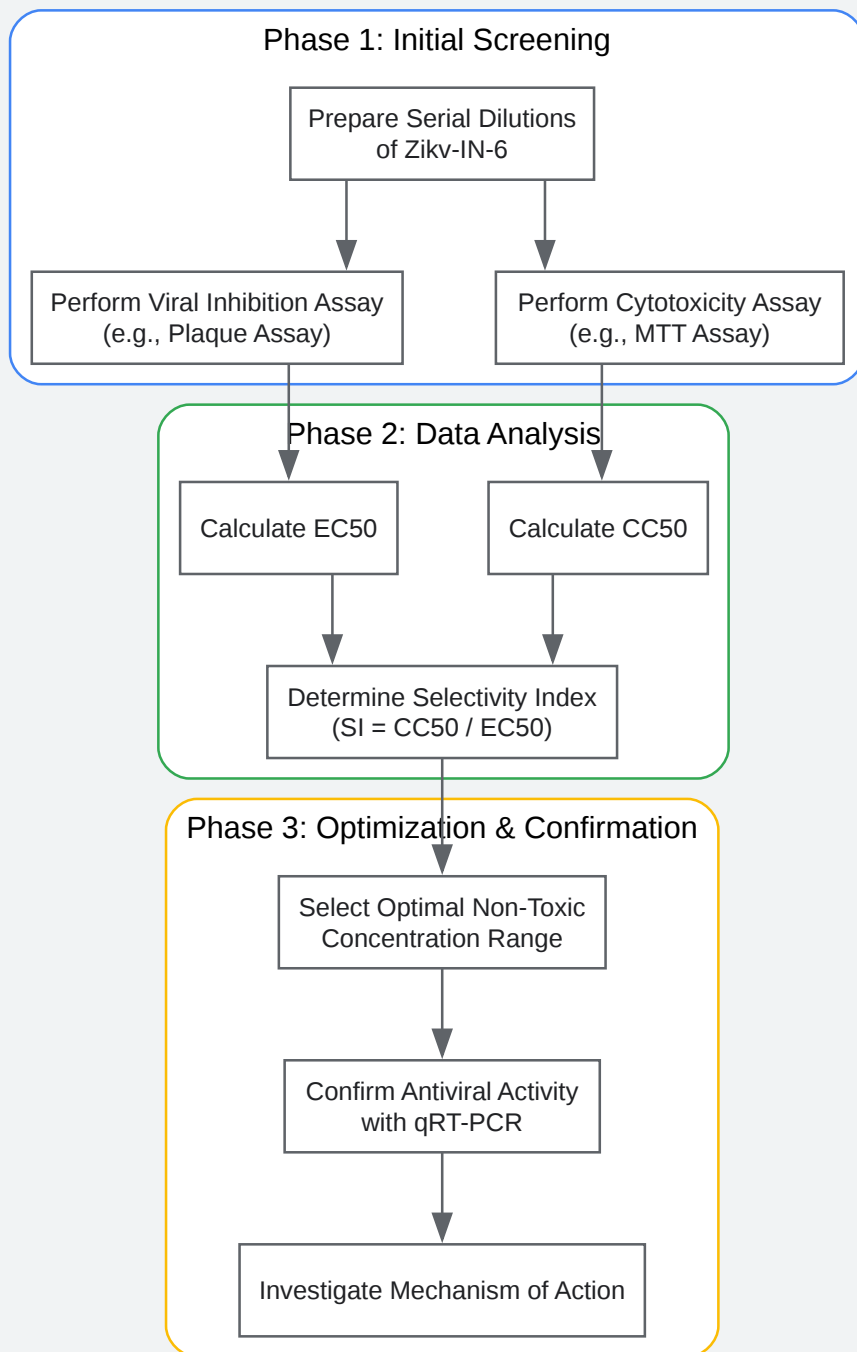 Phase 1: Initial Screening
Prepare Serial Dilutions
of Zikv-IN-6
Perform Viral Inhibition Assay
(e.g., Plaque Assay)
Perform Cytotoxicity Assay
(e.g., MTT Assay)
Phase 2: Data Analysis
Calculate EC50
Calculate CC50
Determine Selectivity Index
(SI = CC50 / EC50)
Phase 3: Optimization & Confirmation
Select Optimal Non-Toxic
Concentration Range
Confirm Antiviral Activity
with qRT-PCR
Investigate Mechanism of Action